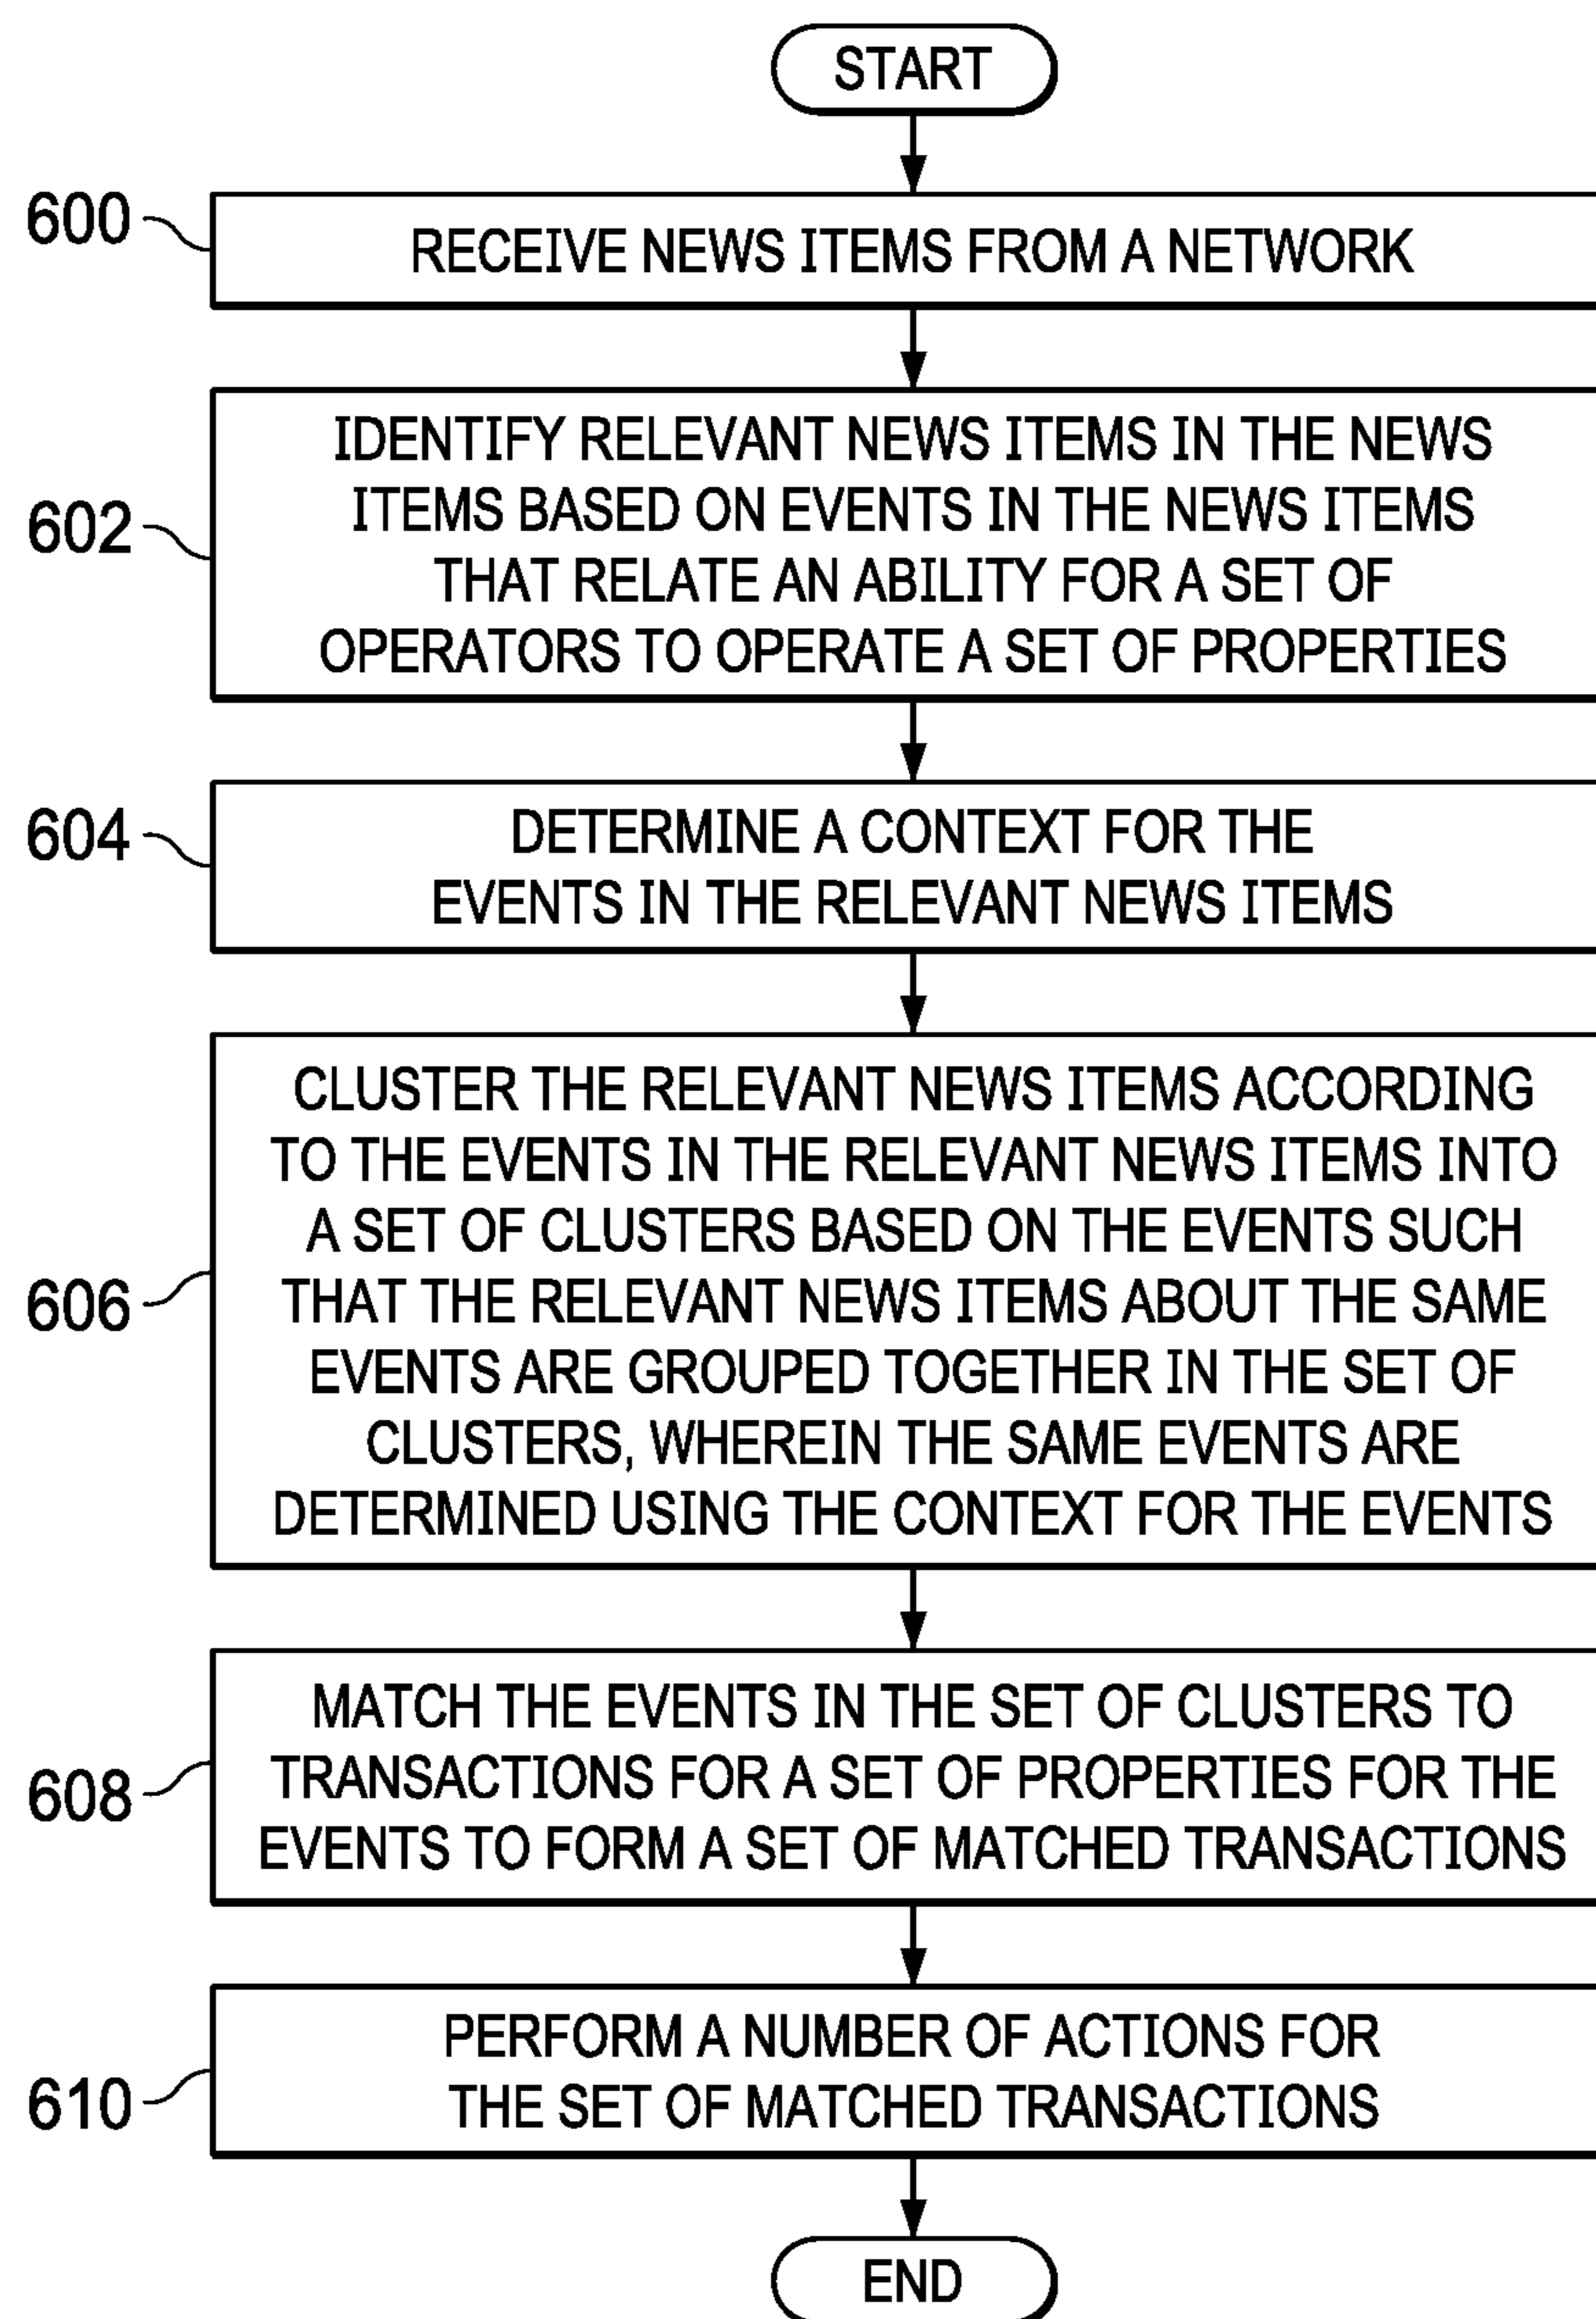 START
600
RECEIVE NEWS ITEMS FROM A NETWORK
602
IDENTIFY RELEVANT NEWS ITEMS IN THE NEWS
ITEMS BASED ON EVENTS IN THE NEWS ITEMS
THAT RELATE AN ABILITY FOR A SET OF
OPERATORS TO OPERATE A SET OF PROPERTIES
604
DETERMINE A CONTEXT FOR THE
EVENTS IN THE RELEVANT NEWS ITEMS
606
CLUSTER THE RELEVANT NEWS ITEMS ACCORDING
TO THE EVENTS IN THE RELEVANT NEWS ITEMS INTO
A SET OF CLUSTERS BASED ON THE EVENTS SUCH
THAT THE RELEVANT NEWS ITEMS ABOUT THE SAME
EVENTS ARE GROUPED TOGETHER IN THE SET OF
CLUSTERS, WHEREIN THE SAME EVENTS ARE
DETERMINED USING THE CONTEXT FOR THE EVENTS
608
MATCH THE EVENTS IN THE SET OF CLUSTERS TO
TRANSACTIONS FOR A SET OF PROPERTIES FOR THE
EVENTS TO FORM A SET OF MATCHED TRANSACTIONS
610
PERFORM A NUMBER OF ACTIONS FOR
THE SET OF MATCHED TRANSACTIONS
END